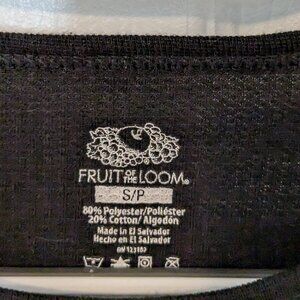 FRUIT OF THE LOOM®
S/P
80% Polyester/Poliéster
20% Cotton/Algodón
Made in El Salvador
Hecho en El Salvador